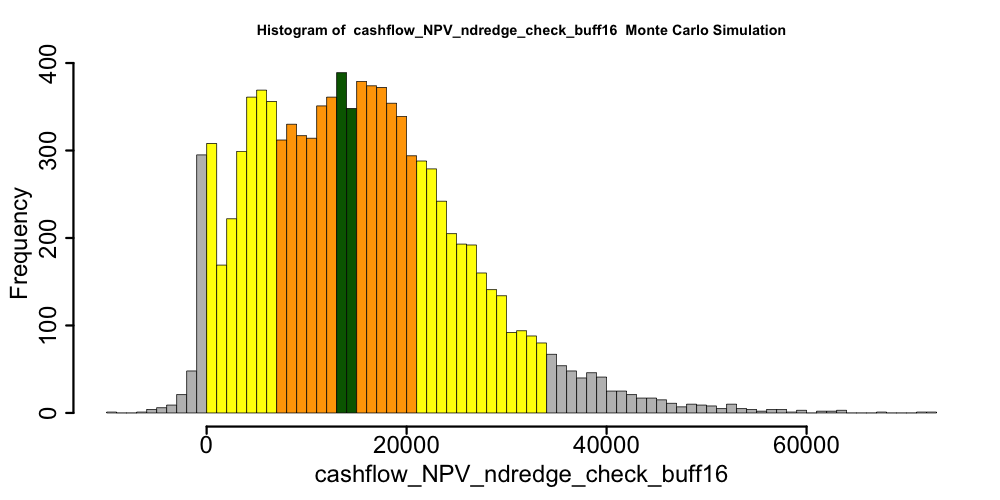 Histogram of  cashflow_NPV_ndredge_check_buff16  Monte Carlo Simulation
400
300
200
100
0
Frequency
0 20000 40000 60000
cashflow_NPV_ndredge_check_buff16